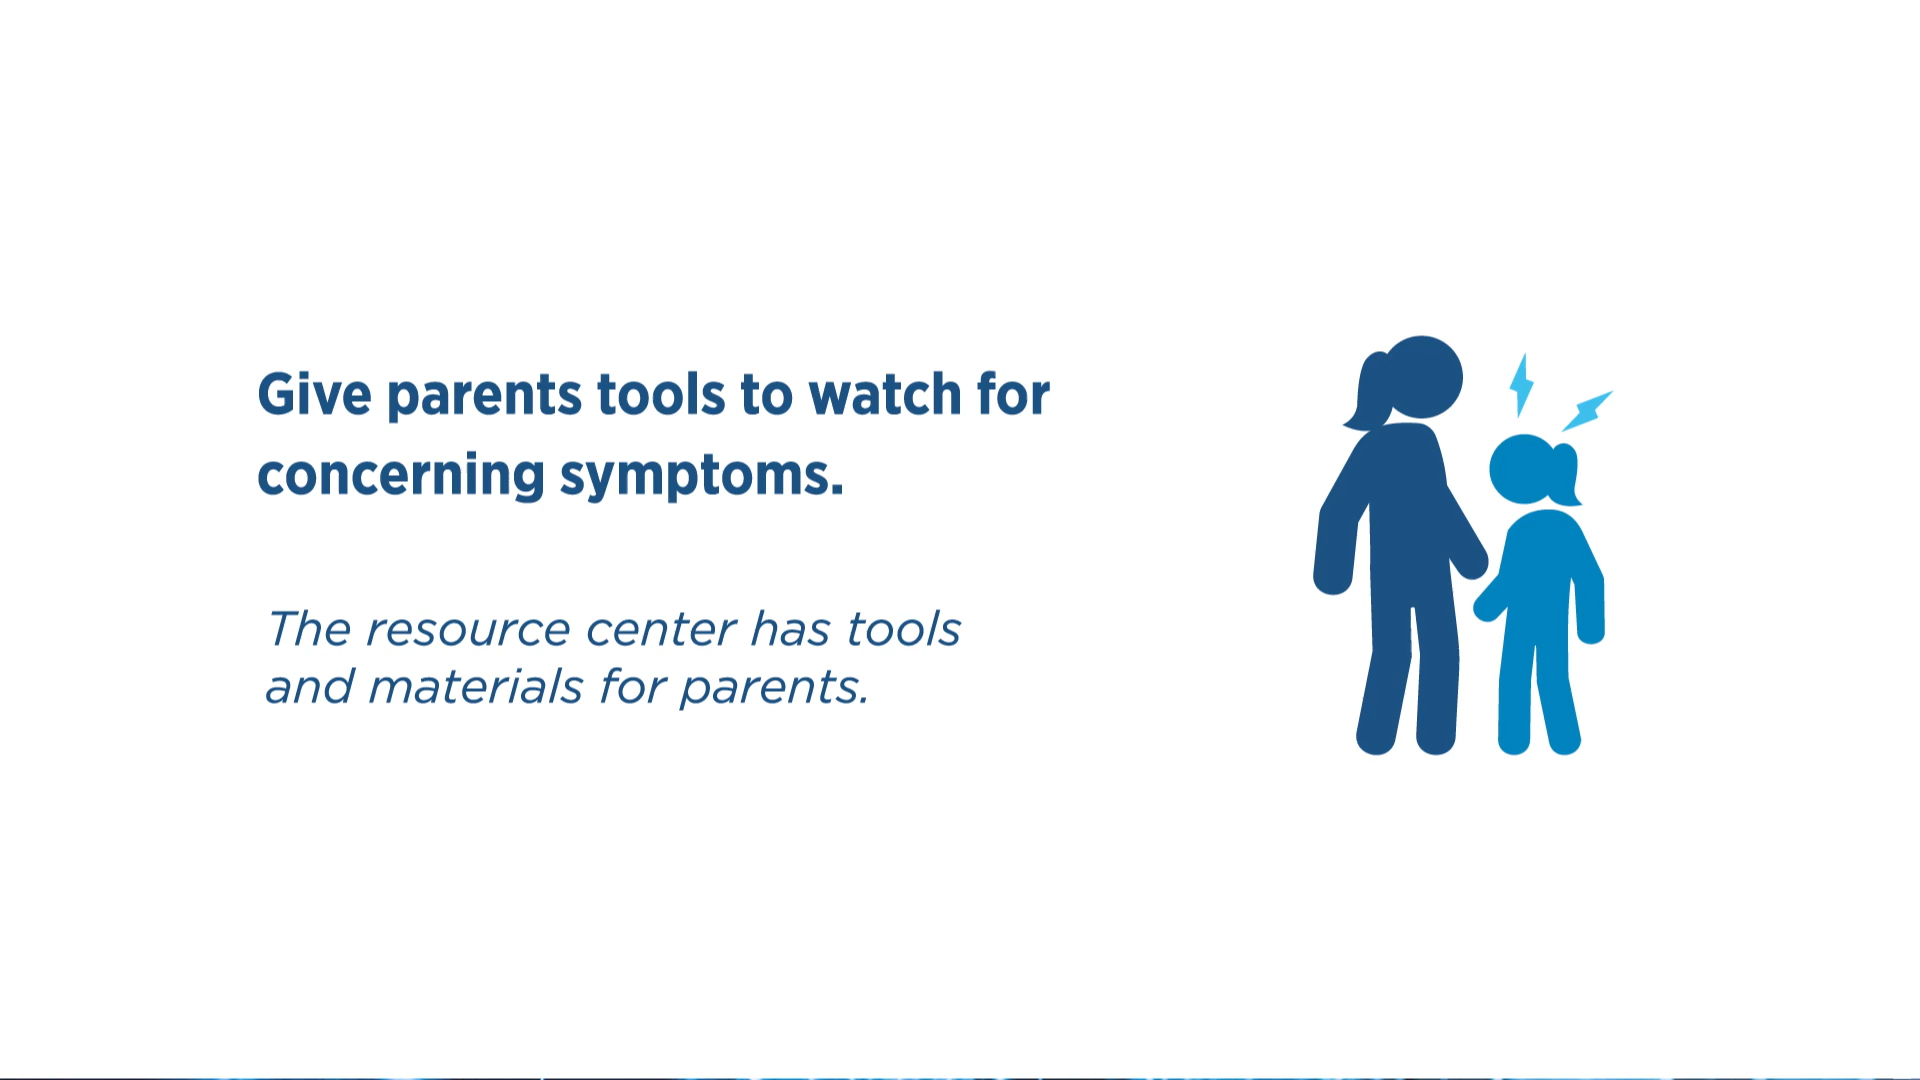 Give parents tools to watch for
concerning symptoms.
The resource center has tools
and materials for parents.